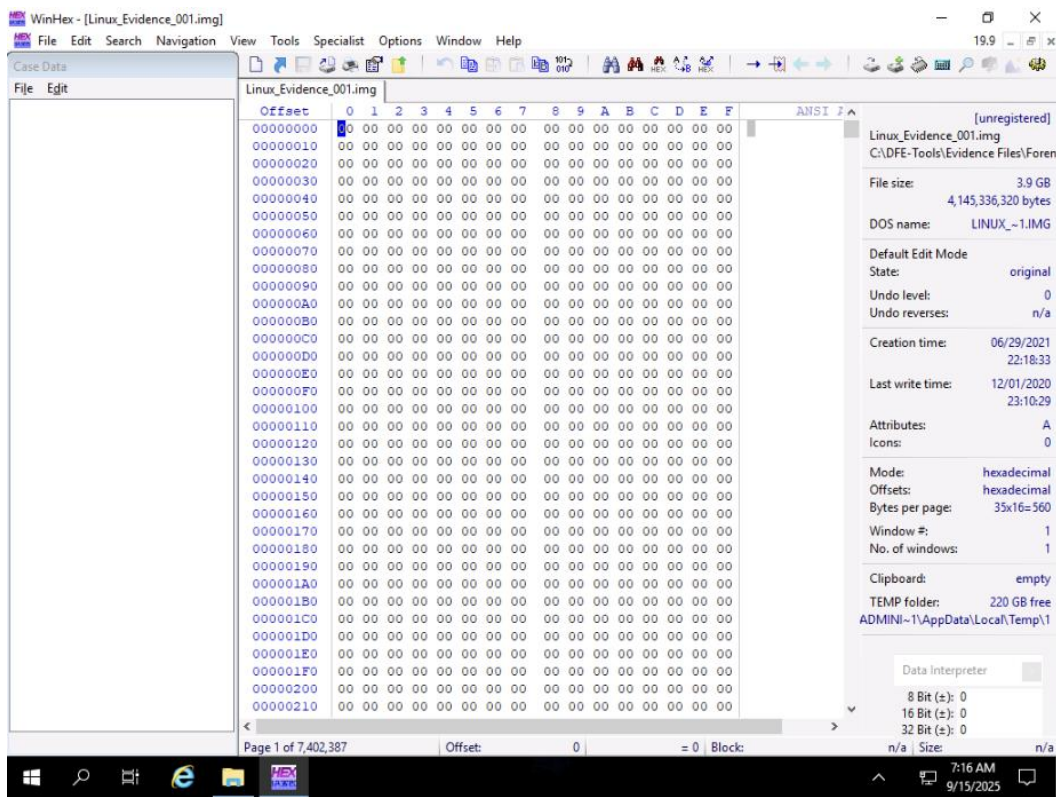 WinHex - [Linux_Evidence_001.img]
File Edit Search Navigation View Tools Specialist Options Window Help 19.9
Case Data
File Edit
Linux_Evidence_001.img
Offset 0 1 2 3 4 5 6 7 8 9 A B C D E F ANSI
00000000 00 00 00 00 00 00 00 00 00 00 00 00 00 00 00 00
00000010 00 00 00 00 00 00 00 00 00 00 00 00 00 00 00 00
00000020 00 00 00 00 00 00 00 00 00 00 00 00 00 00 00 00
00000030 00 00 00 00 00 00 00 00 00 00 00 00 00 00 00 00
00000040 00 00 00 00 00 00 00 00 00 00 00 00 00 00 00 00
00000050 00 00 00 00 00 00 00 00 00 00 00 00 00 00 00 00
00000060 00 00 00 00 00 00 00 00 00 00 00 00 00 00 00 00
00000070 00 00 00 00 00 00 00 00 00 00 00 00 00 00 00 00
00000080 00 00 00 00 00 00 00 00 00 00 00 00 00 00 00 00
00000090 00 00 00 00 00 00 00 00 00 00 00 00 00 00 00 00
000000A0 00 00 00 00 00 00 00 00 00 00 00 00 00 00 00 00
000000B0 00 00 00 00 00 00 00 00 00 00 00 00 00 00 00 00
000000C0 00 00 00 00 00 00 00 00 00 00 00 00 00 00 00 00
000000D0 00 00 00 00 00 00 00 00 00 00 00 00 00 00 00 00
000000E0 00 00 00 00 00 00 00 00 00 00 00 00 00 00 00 00
000000F0 00 00 00 00 00 00 00 00 00 00 00 00 00 00 00 00
00000100 00 00 00 00 00 00 00 00 00 00 00 00 00 00 00 00
00000110 00 00 00 00 00 00 00 00 00 00 00 00 00 00 00 00
00000120 00 00 00 00 00 00 00 00 00 00 00 00 00 00 00 00
00000130 00 00 00 00 00 00 00 00 00 00 00 00 00 00 00 00
00000140 00 00 00 00 00 00 00 00 00 00 00 00 00 00 00 00
00000150 00 00 00 00 00 00 00 00 00 00 00 00 00 00 00 00
00000160 00 00 00 00 00 00 00 00 00 00 00 00 00 00 00 00
00000170 00 00 00 00 00 00 00 00 00 00 00 00 00 00 00 00
00000180 00 00 00 00 00 00 00 00 00 00 00 00 00 00 00 00
00000190 00 00 00 00 00 00 00 00 00 00 00 00 00 00 00 00
000001A0 00 00 00 00 00 00 00 00 00 00 00 00 00 00 00 00
000001B0 00 00 00 00 00 00 00 00 00 00 00 00 00 00 00 00
000001C0 00 00 00 00 00 00 00 00 00 00 00 00 00 00 00 00
000001D0 00 00 00 00 00 00 00 00 00 00 00 00 00 00 00 00
000001E0 00 00 00 00 00 00 00 00 00 00 00 00 00 00 00 00
000001F0 00 00 00 00 00 00 00 00 00 00 00 00 00 00 00 00
00000200 00 00 00 00 00 00 00 00 00 00 00 00 00 00 00 00
00000210 00 00 00 00 00 00 00 00 00 00 00 00 00 00 00 00
[unregistered]
Linux_Evidence_001.img
C:\DFE-Tools\Evidence Files\Foren
File size: 3.9 GB
4,145,336,320 bytes
DOS name: LINUX_~1.IMG
Default Edit Mode
State: original
Undo level: 0
Undo reverses: n/a
Creation time: 06/29/2021
22:18:33
Last write time: 12/01/2020
23:10:29
Attributes: A
Icons: 0
Mode: hexadecimal
Offsets: hexadecimal
Bytes per page: 35x16=560
Window #: 1
No. of windows: 1
Clipboard: empty
TEMP folder: 220 GB free
ADMINI~1\AppData\Local\Temp\1
Data Interpreter
8 Bit (±): 0
16 Bit (±): 0
32 Bit (±): 0
Page 1 of 7,402,387 Offset: 0 = 0 Block: n/a Size: n/a
7:16 AM
9/15/2025